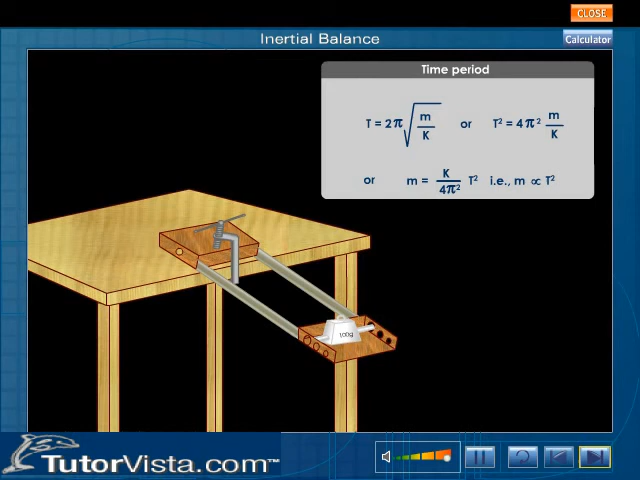 CLOSE
Inertial Balance
Calculator
Time period
T = 2π √(m/K) or T² = 4π² m/K
or m = K/4π² T² i.e., m ∝ T²
100g
TutorVista.com™